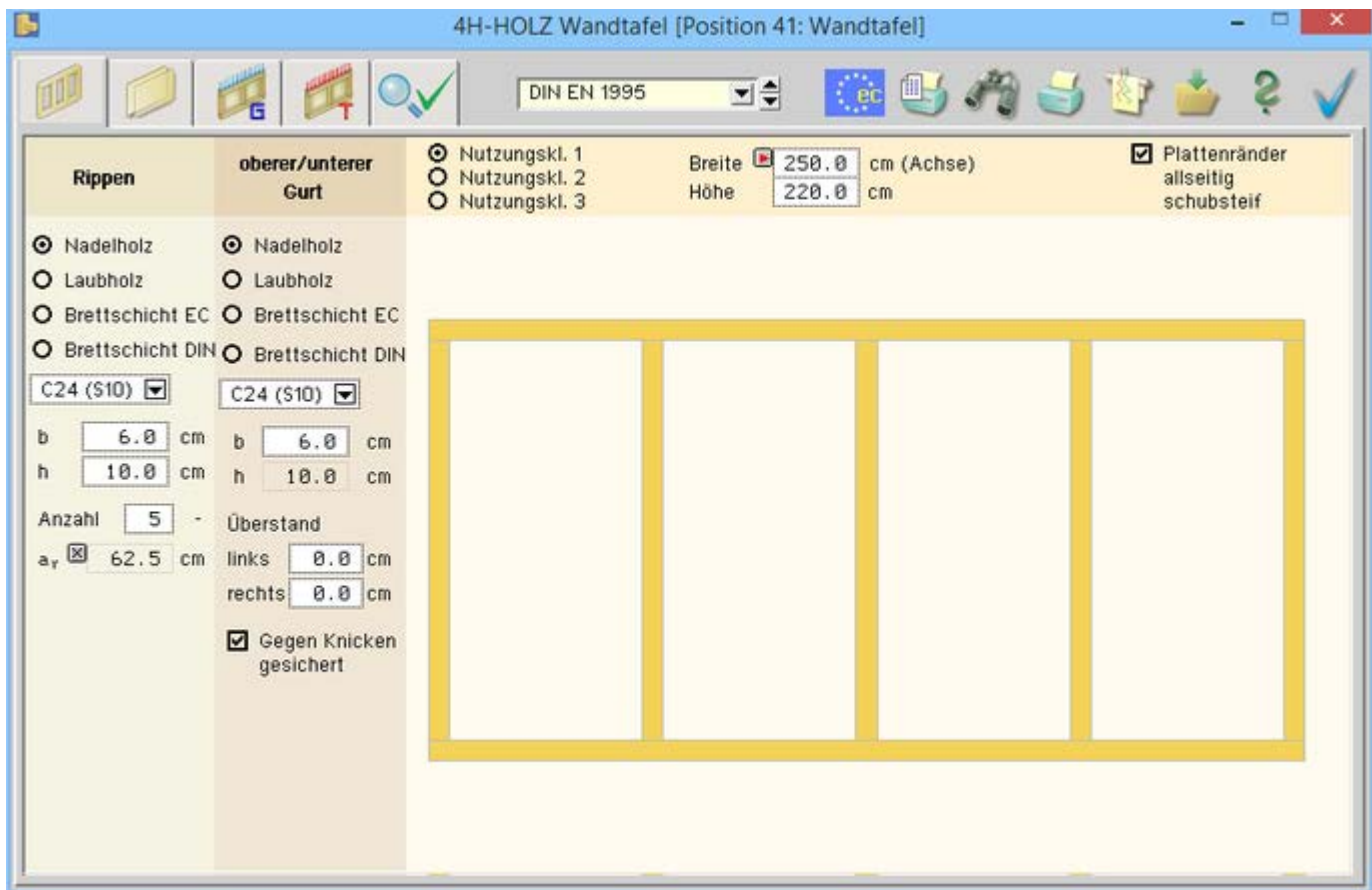 4H-HOLZ Wandtafel [Position 41: Wandtafel]
G
T
DIN EN 1995
ec
Rippen
oberer/unterer
Gurt
Nutzungskl. 1
Nutzungskl. 2
Nutzungskl. 3
Breite 250.0 cm (Achse)
Höhe 220.0 cm
Plattenränder
allseitig
schubsteif
Nadelholz
Laubholz
Brettschicht EC
Brettschicht DIN
C24 (S10)
b 6.0 cm
h 10.0 cm
Anzahl 5 -
ar 62.5 cm
Nadelholz
Laubholz
Brettschicht EC
Brettschicht DIN
C24 (S10)
b 6.0 cm
h 10.0 cm
Überstand
links 0.0 cm
rechts 0.0 cm
Gegen Knicken
gesichert